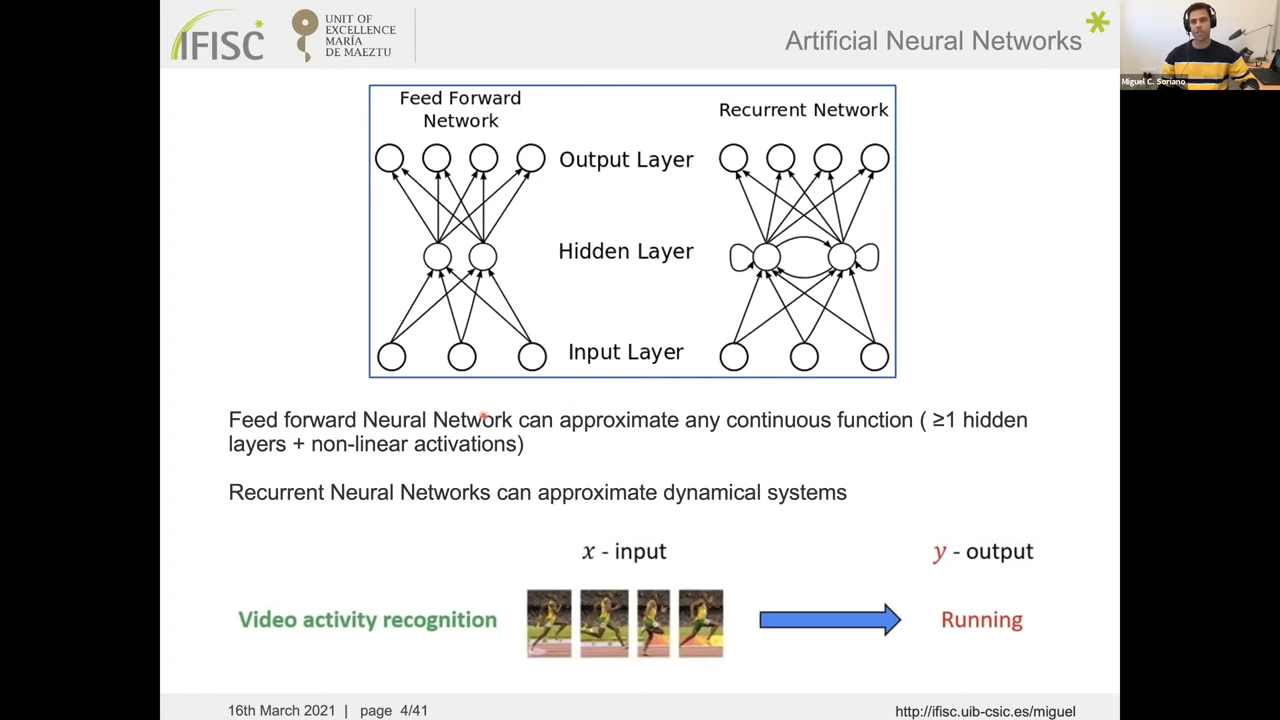 IFISC
UNIT OF
EXCELLENCE
MARÍA
DE MAEZTU
Artificial Neural Networks
Miguel C. Soriano
Feed Forward
Network
Recurrent Network
Output Layer
Hidden Layer
Input Layer
Feed forward Neural Network can approximate any continuous function ( ≥1 hidden
layers + non-linear activations)
Recurrent Neural Networks can approximate dynamical systems
x - input
y - output
Video activity recognition
Running
16th March 2021 | page 4/41
http://ifisc.uib-csic.es/miguel